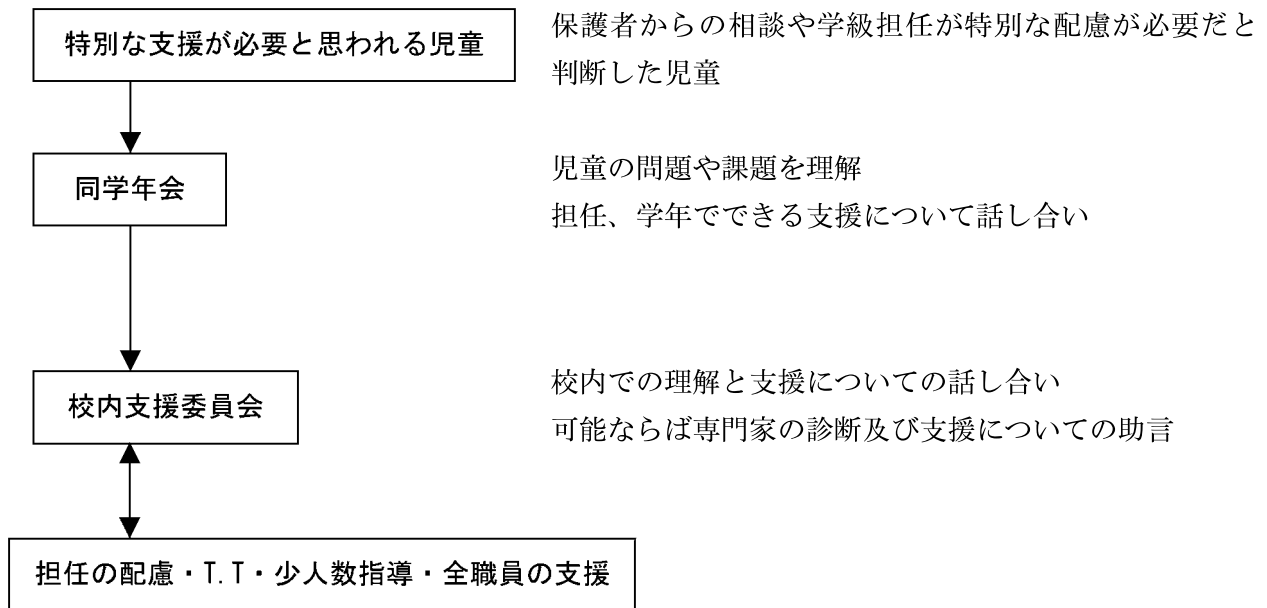 特別な支援が必要と思われる児童
保護者からの相談や学級担任が特別な配慮が必要だと
判断した児童
同学年会
児童の問題や課題を理解
担任、学年でできる支援について話し合い
校内支援委員会
校内での理解と支援についての話し合い
可能ならば専門家の診断及び支援についての助言
担任の配慮・T.T・少人数指導・全職員の支援